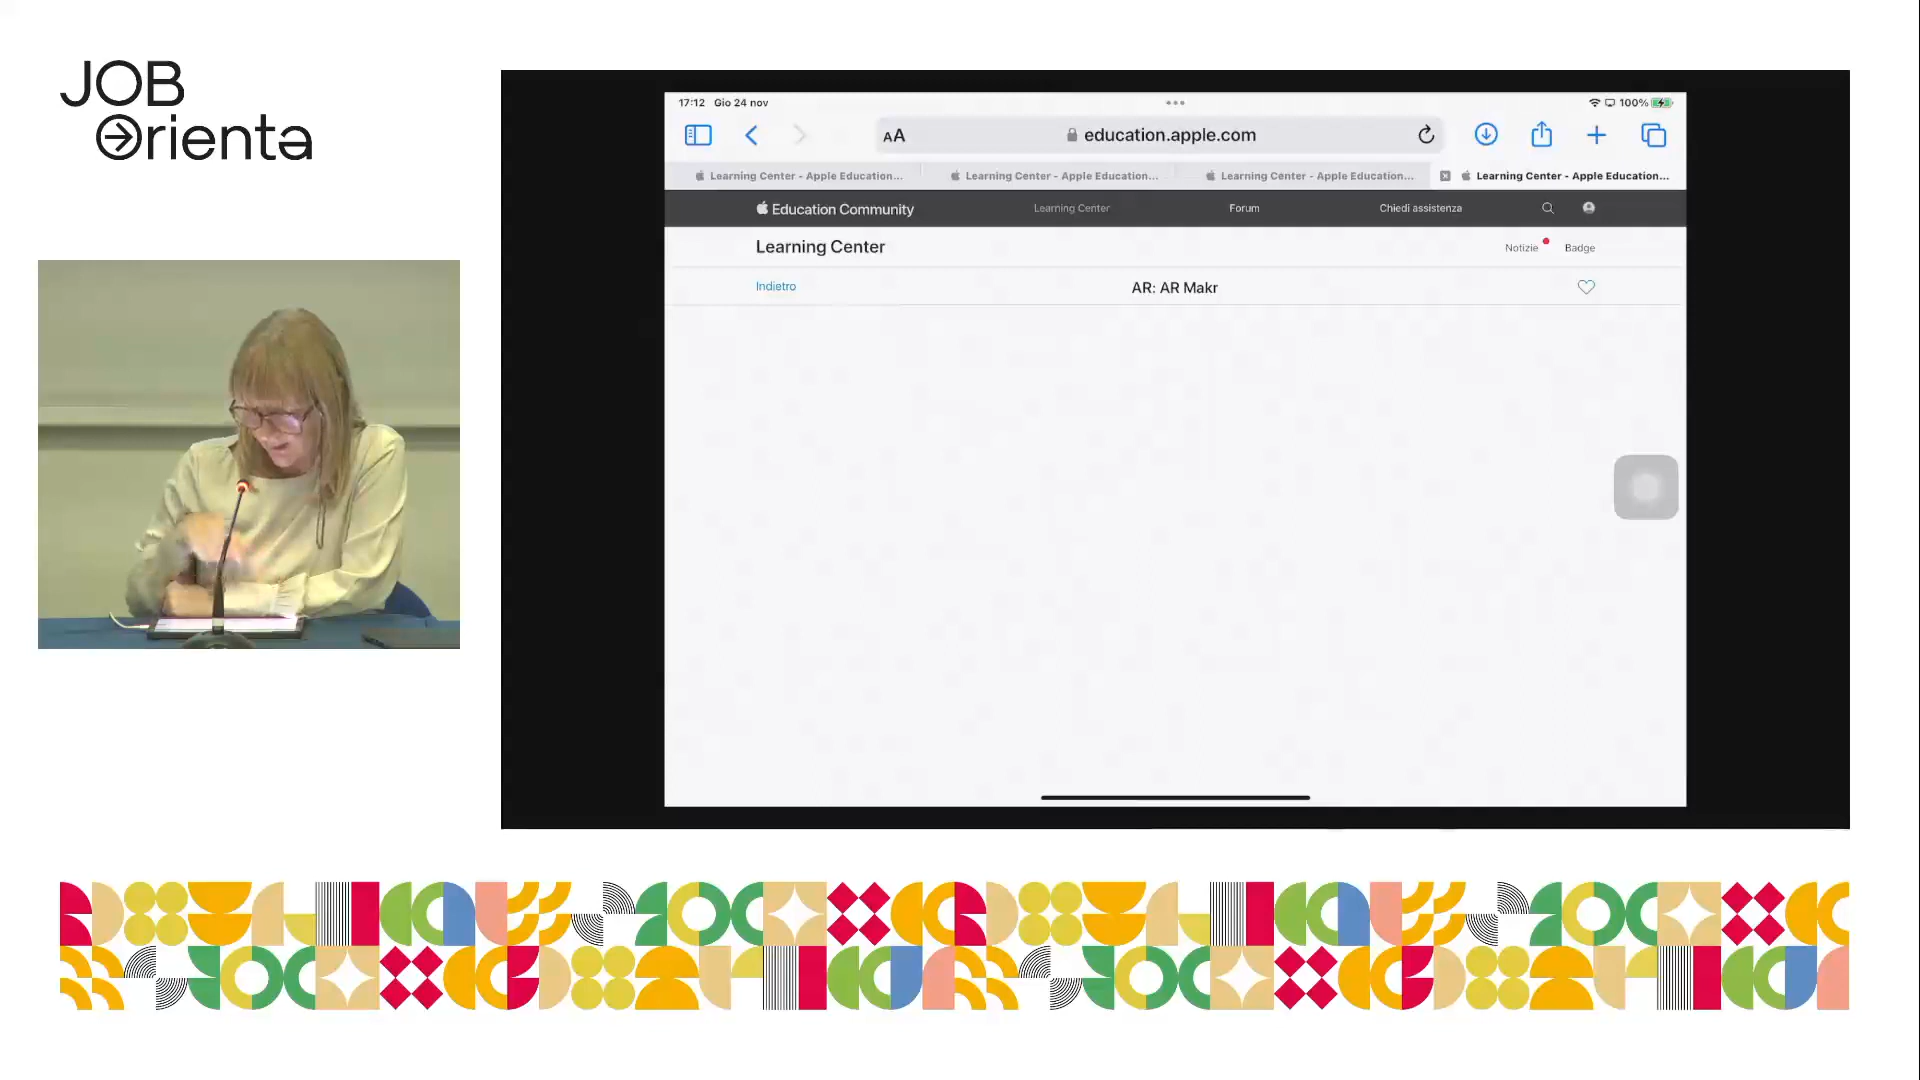 JOB
Orienta
17:12 Gio 24 nov
100%
AA
education.apple.com
Learning Center - Apple Education...
Learning Center - Apple Education...
Learning Center - Apple Education...
Learning Center - Apple Education...
Education Community
Learning Center
Forum
Chiedi assistenza
Learning Center
Notizie
Badge
Indietro
AR: AR Makr